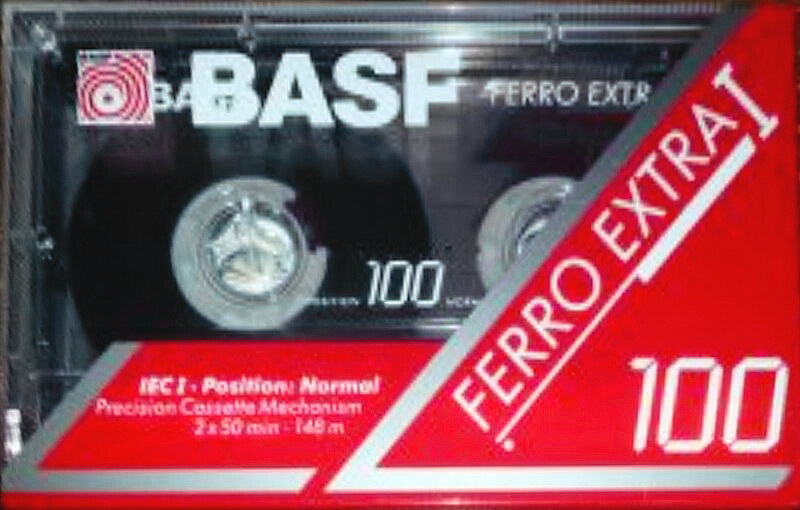 BASF
FERRO EXTR
100
FERRO EXTRA I
IEC I · Position: Normal
Precision Cassette Mechanism
2 x 50 min · 148 m
100